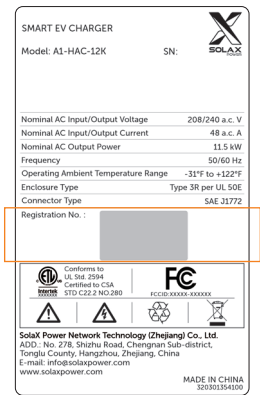 SMART EV CHARGER
Model: A1-HAC-12K SN:
SOLAX
POWER
Nominal AC Input/Output Voltage 208/240 a.c. V
Nominal AC Input/Output Current 48 a.c. A
Nominal AC Output Power 11.5 kW
Frequency 50/60 Hz
Operating Ambient Temperature Range -31°F to +122°F
Enclosure Type Type 3R per UL 50E
Connector Type SAE J1772
Registration No. :
ETL
Intertek
XXXXXXX
Conforms to
UL Std. 2594
Certified to CSA
STD C22.2 NO.280
FC
FCCID:XXXXX-XXXXXX
SolaX Power Network Technology (Zhejiang) Co., Ltd.
ADD.: No. 278, Shizhu Road, Chengnan Sub-district,
Tonglu County, Hangzhou, Zhejiang, China
E-mail: info@solaxpower.com
www.solaxpower.com
MADE IN CHINA
320301354100